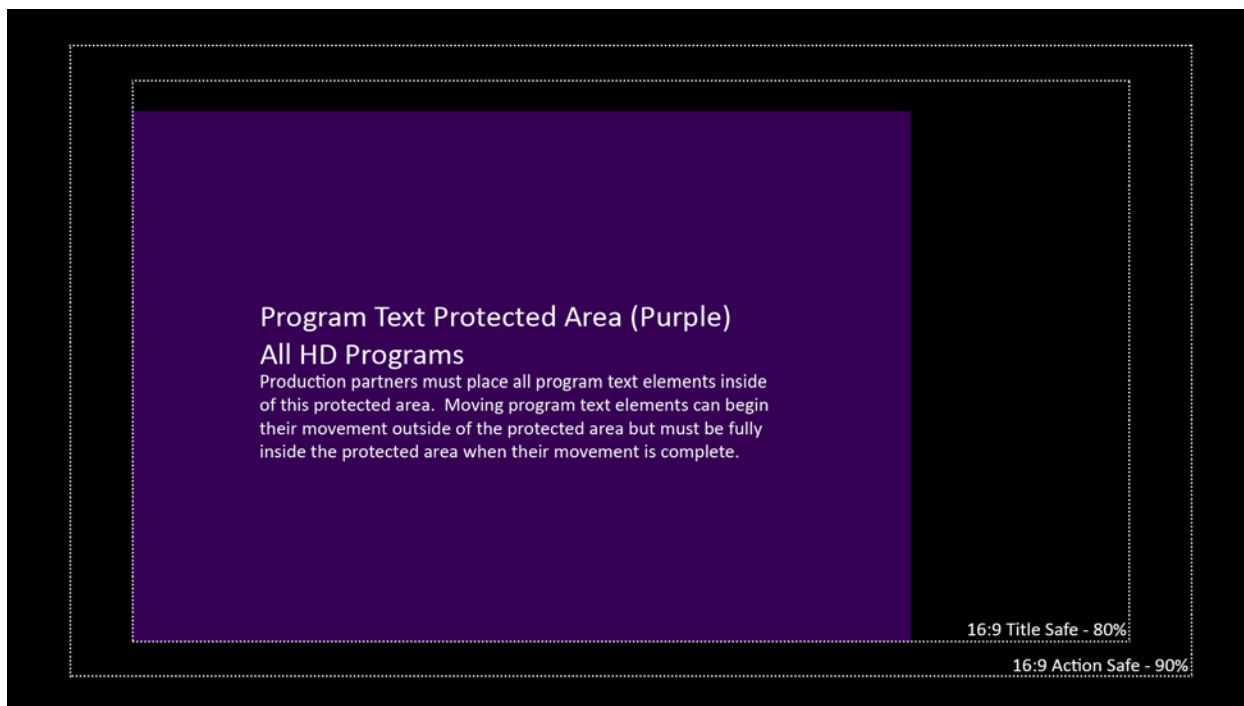 Program Text Protected Area (Purple)
All HD Programs
Production partners must place all program text elements inside
of this protected area.  Moving program text elements can begin
their movement outside of the protected area but must be fully
inside the protected area when their movement is complete.
16:9 Title Safe - 80%
16:9 Action Safe - 90%